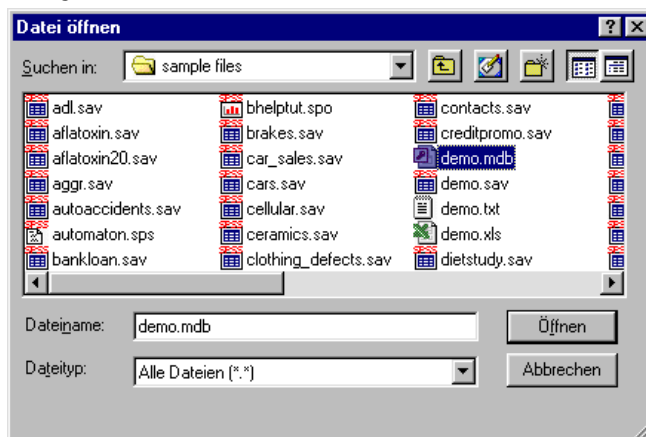 Datei öffnen
Suchen in: sample files
adl.sav bhelptut.spo contacts.sav
aflatoxin.sav brakes.sav creditpromo.sav
aflatoxin20.sav car_sales.sav demo.mdb
aggr.sav cars.sav demo.sav
autoaccidents.sav cellular.sav demo.txt
automaton.sps ceramics.sav demo.xls
bankloan.sav clothing_defects.sav dietstudy.sav
Dateiname: demo.mdb Öffnen
Dateityp: Alle Dateien (*.*) Abbrechen